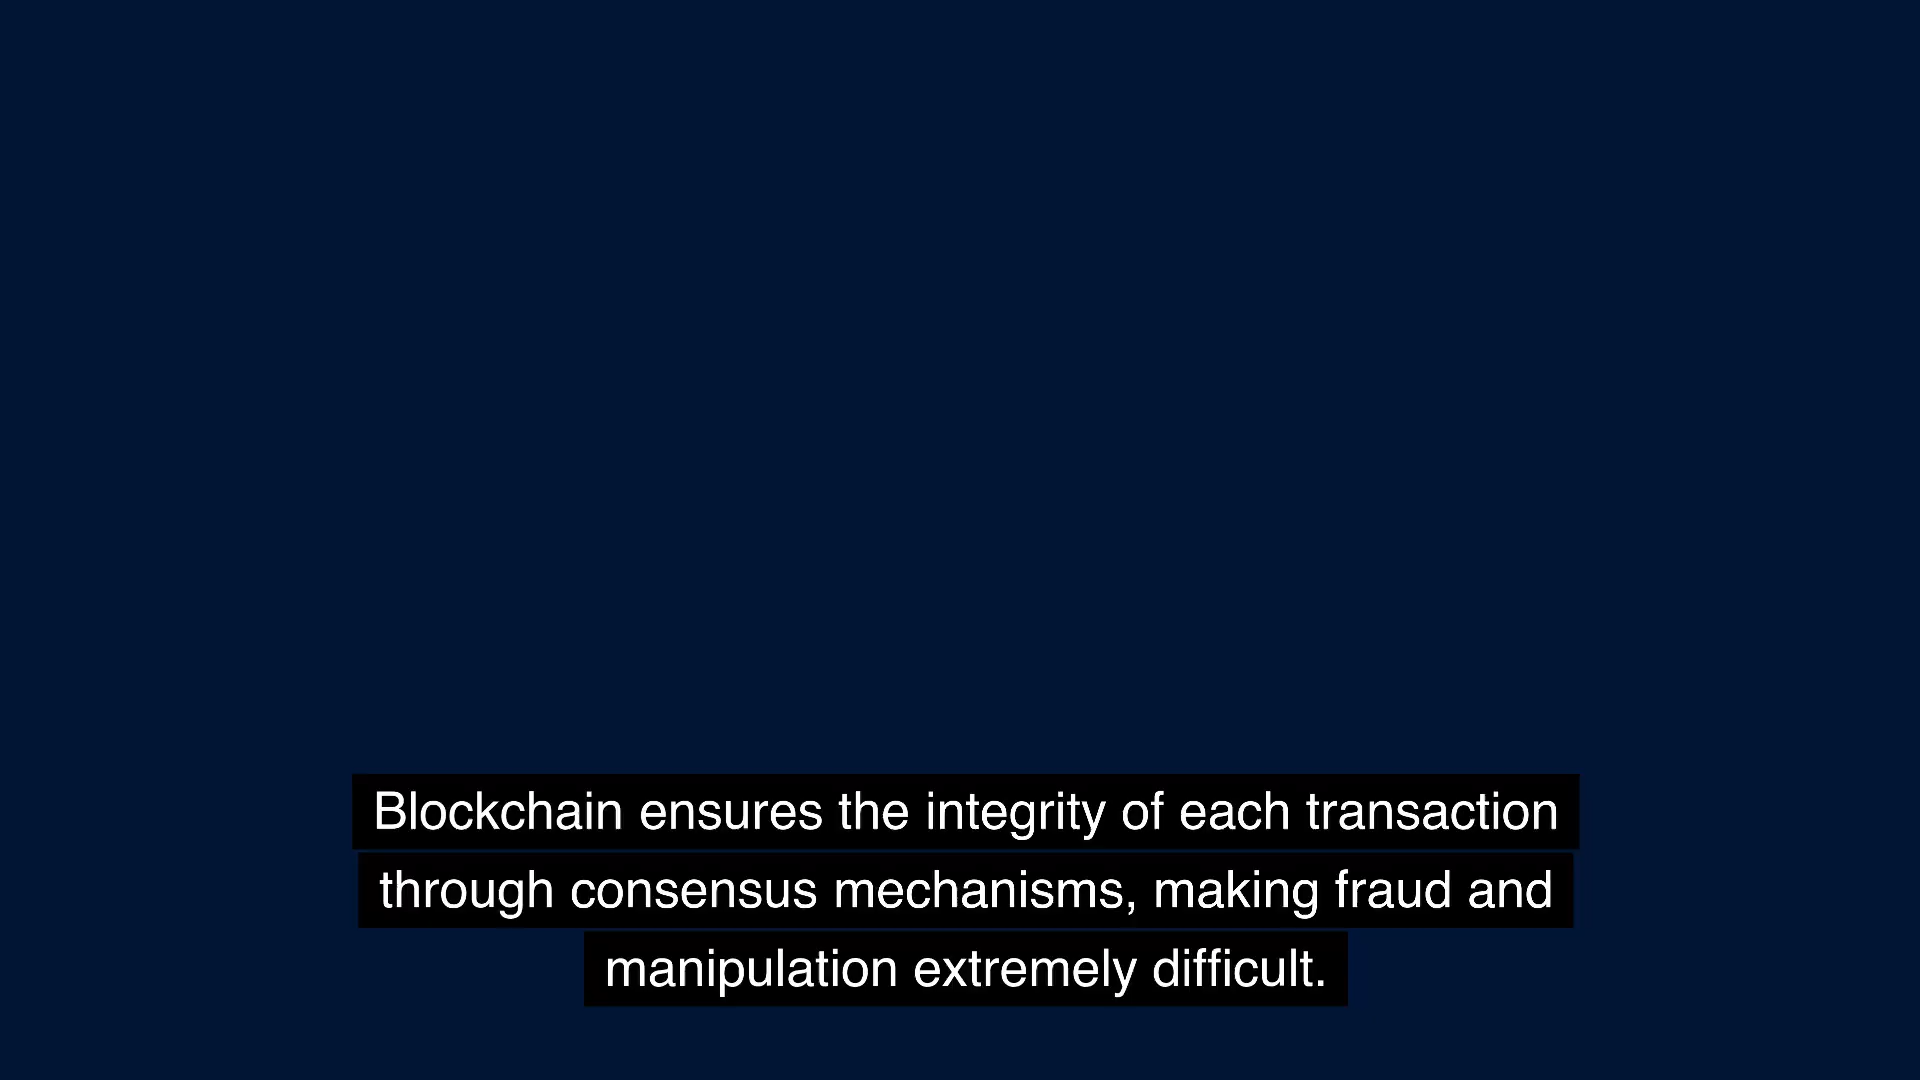 Blockchain ensures the integrity of each transaction
through consensus mechanisms, making fraud and
manipulation extremely difficult.